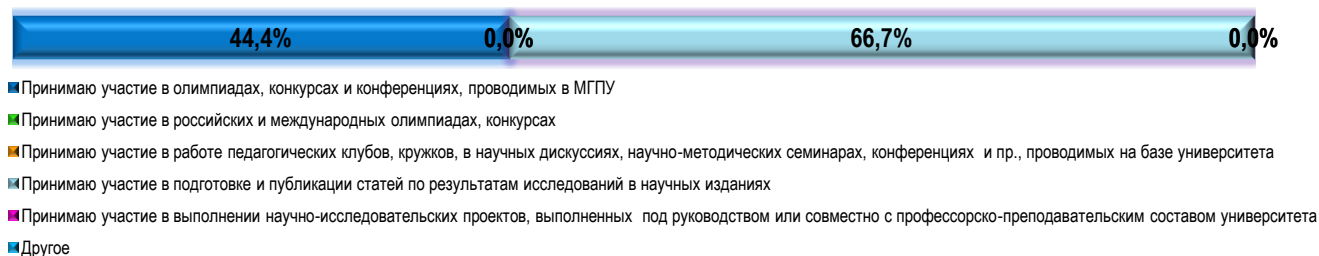 44,4% 0,0% 66,7% 0,0%
Принимаю участие в олимпиадах, конкурсах и конференциях, проводимых в МГПУ
Принимаю участие в российских и международных олимпиадах, конкурсах
Принимаю участие в работе педагогических клубов, кружков, в научных дискуссиях, научно-методических семинарах, конференциях и пр., проводимых на базе университета
Принимаю участие в подготовке и публикации статей по результатам исследований в научных изданиях
Принимаю участие в выполнении научно-исследовательских проектов, выполненных под руководством или совместно с профессорско-преподавательским составом университета
Другое